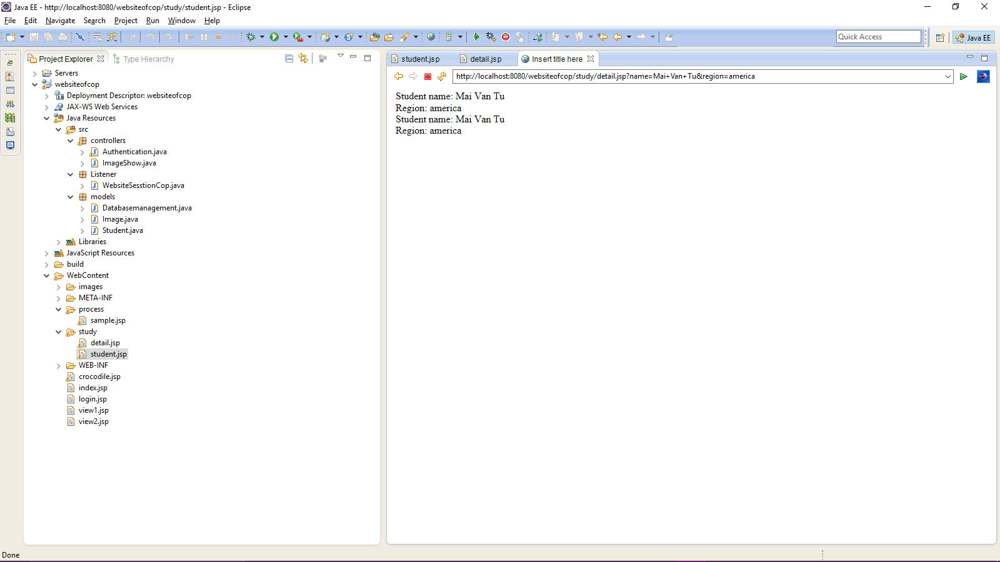 Java EE - http://localhost:8080/websiteofcop/study/student.jsp - Eclipse
File Edit Navigate Search Project Run Window Help
Quick Access
Java EE
Project Explorer
Type Hierarchy
Servers
websiteofcop
3.0 Deployment Descriptor: websiteofcop
JAX-WS Web Services
Java Resources
src
controllers
Authentication.java
ImageShow.java
Listener
WebsiteSesstionCop.java
models
Databasemanagement.java
Image.java
Student.java
Libraries
JavaScript Resources
build
WebContent
images
META-INF
process
sample.jsp
study
detail.jsp
student.jsp
WEB-INF
crocodile.jsp
index.jsp
login.jsp
view1.jsp
view2.jsp
student.jsp detail.jsp Insert title here
http://localhost:8080/websiteofcop/study/detail.jsp?name=Mai+Van+Tu&region=america
Student name: Mai Van Tu
Region: america
Student name: Mai Van Tu
Region: america
Done